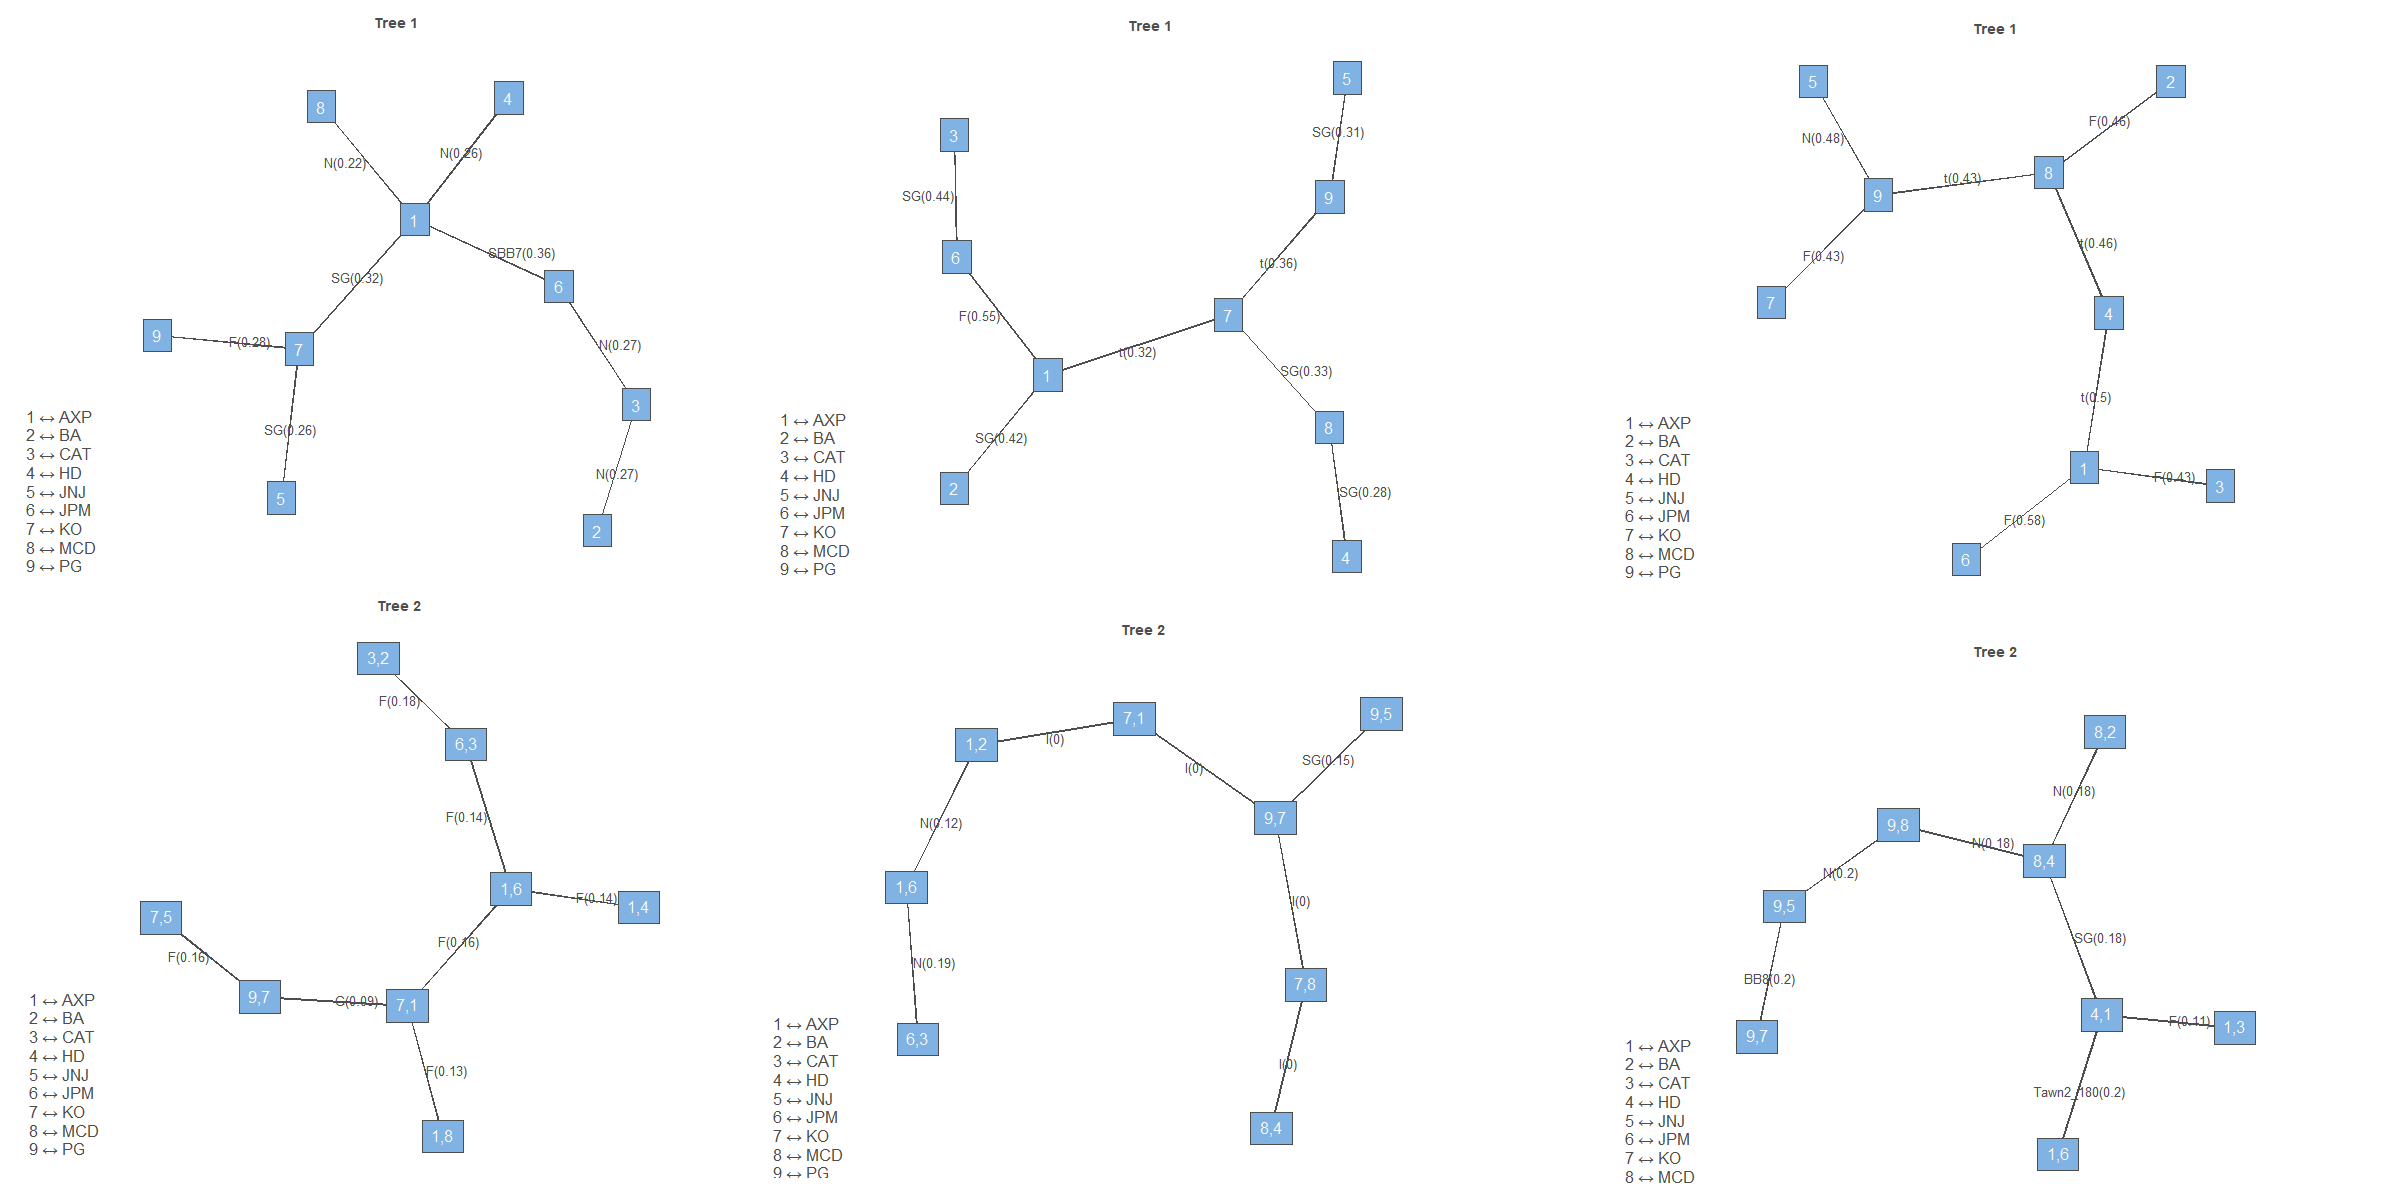 Tree 1
8
4
N(0.22)
N(0.26)
1
SBB7(0.36)
SG(0.32)
6
9
F(0.28)
7
N(0.27)
SG(0.26)
3
N(0.27)
5
2
1 ↔ AXP
2 ↔ BA
3 ↔ CAT
4 ↔ HD
5 ↔ JNJ
6 ↔ JPM
7 ↔ KO
8 ↔ MCD
9 ↔ PG
Tree 1
5
3
SG(0.31)
SG(0.44)
9
6
t(0.36)
F(0.55)
7
t(0.32)
1
SG(0.33)
SG(0.42)
8
2
SG(0.28)
4
1 ↔ AXP
2 ↔ BA
3 ↔ CAT
4 ↔ HD
5 ↔ JNJ
6 ↔ JPM
7 ↔ KO
8 ↔ MCD
9 ↔ PG
Tree 1
5
2
N(0.48)
F(0.46)
t(0.43)
8
9
t(0.46)
F(0.43)
7
4
t(0.5)
1
F(0.43)
3
F(0.58)
6
1 ↔ AXP
2 ↔ BA
3 ↔ CAT
4 ↔ HD
5 ↔ JNJ
6 ↔ JPM
7 ↔ KO
8 ↔ MCD
9 ↔ PG
Tree 2
3,2
F(0.18)
6,3
F(0.14)
1,6
F(0.14)
1,4
7,5
F(0.16)
F(0.16)
9,7
C(0.09)
7,1
F(0.13)
1,8
1 ↔ AXP
2 ↔ BA
3 ↔ CAT
4 ↔ HD
5 ↔ JNJ
6 ↔ JPM
7 ↔ KO
8 ↔ MCD
9 ↔ PG
Tree 2
7,1
9,5
1,2
I(0)
I(0)
SG(0.15)
9,7
N(0.12)
1,6
I(0)
N(0.19)
7,8
6,3
I(0)
8,4
1 ↔ AXP
2 ↔ BA
3 ↔ CAT
4 ↔ HD
5 ↔ JNJ
6 ↔ JPM
7 ↔ KO
8 ↔ MCD
9 ↔ PG
Tree 2
8,2
N(0.18)
9,8
N(0.18)
8,4
N(0.2)
9,5
SG(0.18)
BB8(0.2)
9,7
4,1
F(0.11)
1,3
Tawn2_180(0.2)
1,6
1 ↔ AXP
2 ↔ BA
3 ↔ CAT
4 ↔ HD
5 ↔ JNJ
6 ↔ JPM
7 ↔ KO
8 ↔ MCD